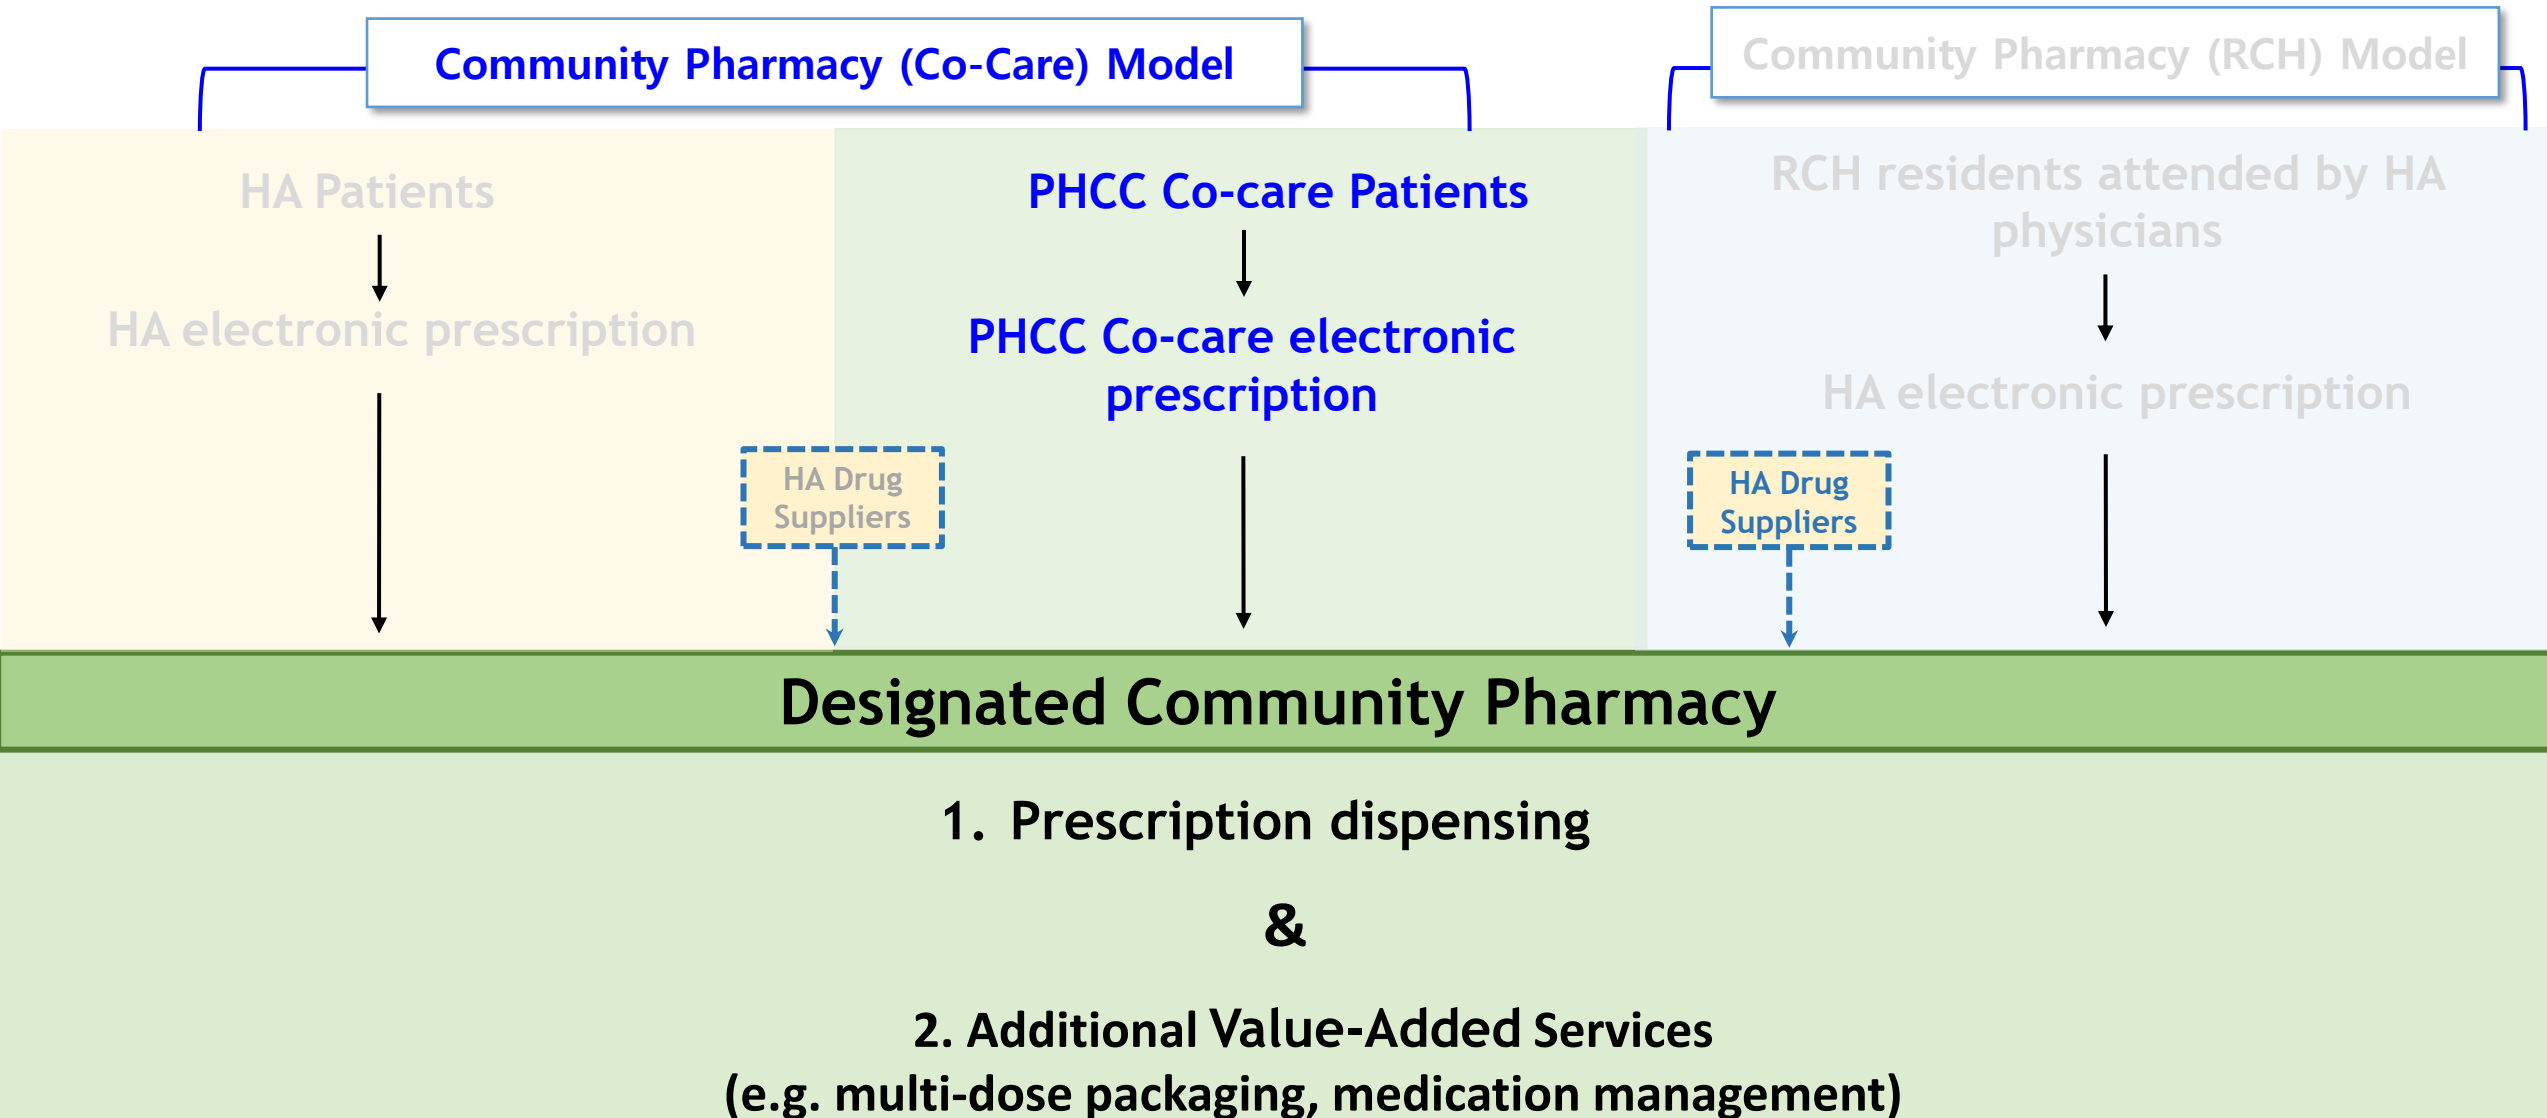 Community Pharmacy (Co-Care) Model
Community Pharmacy (RCH) Model
HA Patients
HA electronic prescription
PHCC Co-care Patients
PHCC Co-care electronic
prescription
RCH residents attended by HA
physicians
HA electronic prescription
HA Drug
Suppliers
HA Drug
Suppliers
Designated Community Pharmacy
1. Prescription dispensing
&
2. Additional Value-Added Services
(e.g. multi-dose packaging, medication management)